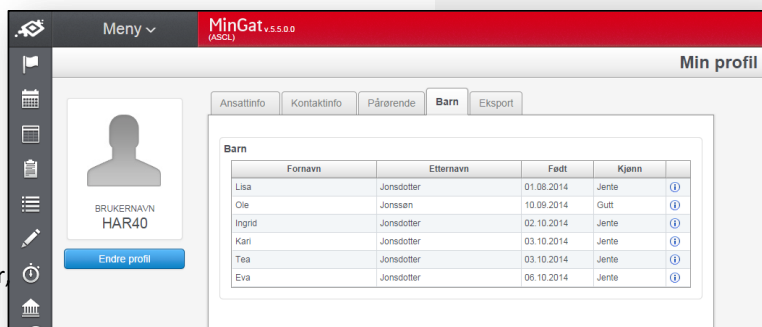 Meny
MinGat v.5.5.0.0
(ASCL)
Min profil
Ansattinfo Kontaktinfo Pårørende Barn Eksport
Barn
Fornavn Etternavn Født Kjønn
Lisa Jonsdotter 01.08.2014 Jente
Ole Jonssøn 10.09.2014 Gutt
Ingrid Jonsdotter 02.10.2014 Jente
Kari Jonsdotter 03.10.2014 Jente
Tea Jonsdotter 03.10.2014 Jente
Eva Jonsdotter 06.10.2014 Jente
BRUKERNAVN
HAR40
Endre profil